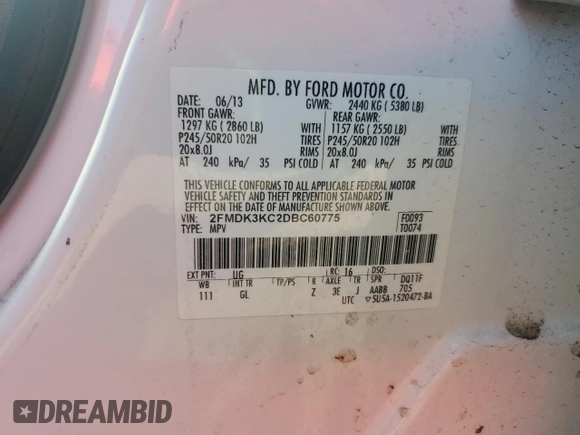 MFD. BY FORD MOTOR CO.
DATE: 06/13 GVWR: 2440 KG ( 5380 LB)
FRONT GAWR: REAR GAWR:
1297 KG ( 2860 LB) WITH 1157 KG ( 2550 LB) WITH
P245/50R20 102H TIRES P245/50R20 102H TIRES
20x8.0J RIMS 20x8.0J RIMS
AT 240 kPa/ 35 PSI COLD AT 240 kPa/ 35 PSI COLD
THIS VEHICLE CONFORMS TO ALL APPLICABLE FEDERAL MOTOR
VEHICLE SAFETY AND THEFT PREVENTION STANDARDS IN EFFECT
ON THE DATE OF MANUFACTURE SHOWN ABOVE.
VIN: 2FMDK3KC2DBC60775 F0093
TYPE: MPV T0074
EXT PNT: UG RC: 16 DSO:
WB INT TR TP/PS R AXLE TR SPR DQ11F
111 GL Z 3E J AABB 705
UTC ▽5U5A-1520472-BA
DREAMBID